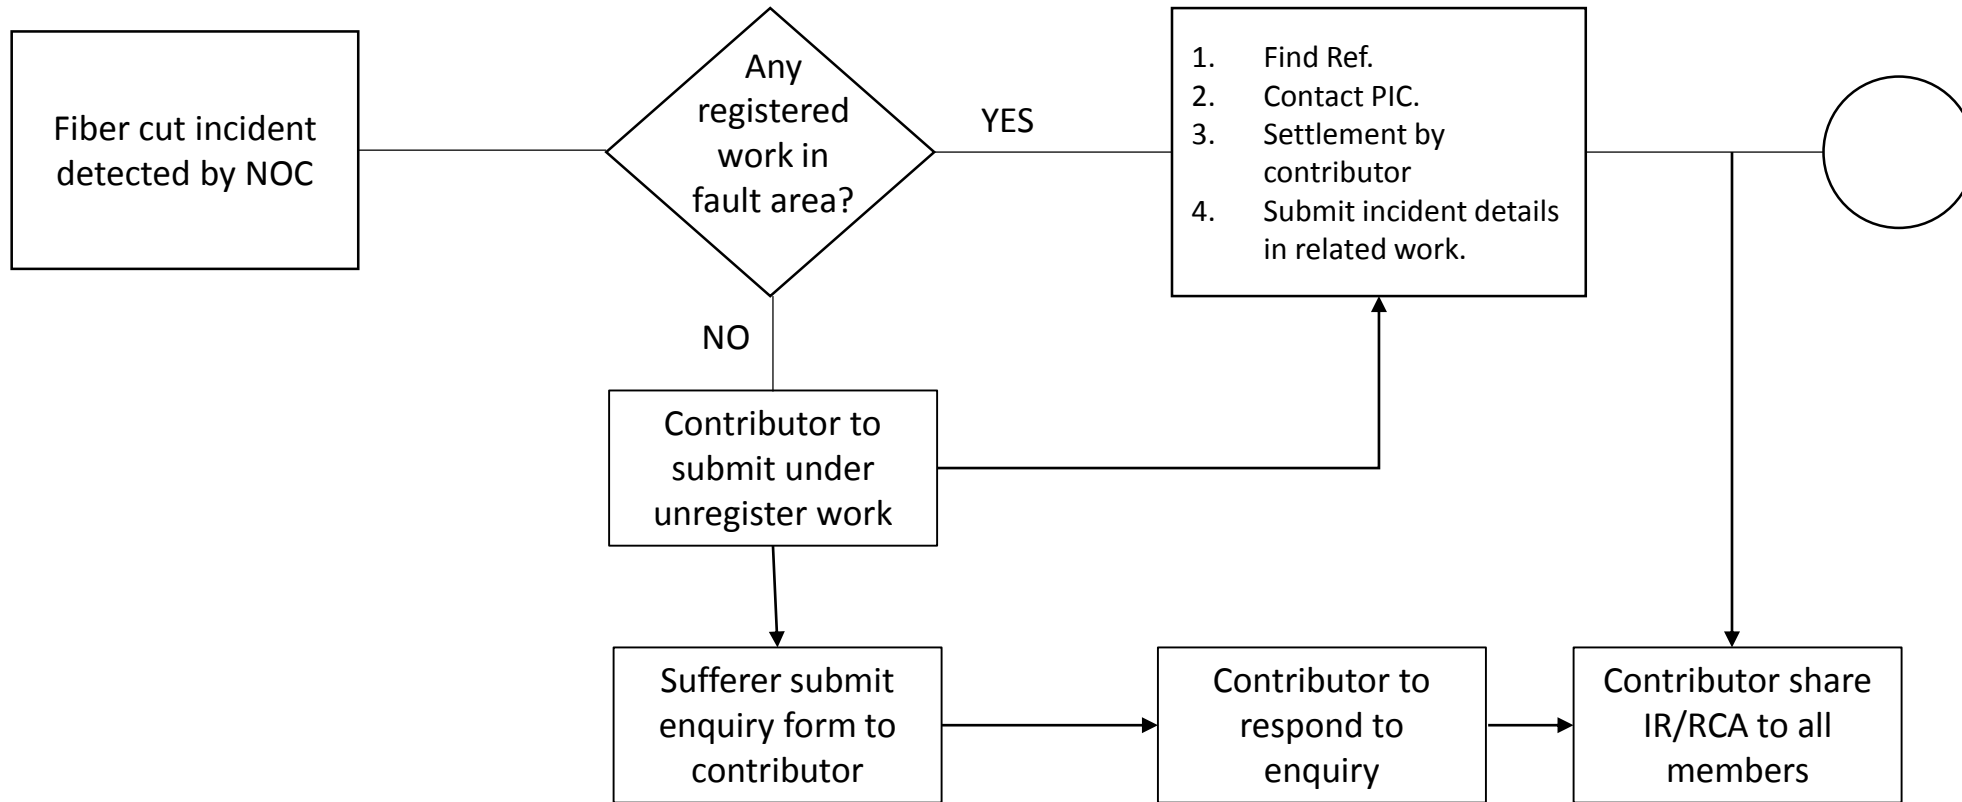 Fiber cut incident
detected by NOC
Any
registered
work in
fault area?
YES
1. Find Ref.
2. Contact PIC.
3. Settlement by
contributor
4. Submit incident details
in related work.
NO
Contributor to
submit under
unregister work
Sufferer submit
enquiry form to
contributor
Contributor to
respond to
enquiry
Contributor share
IR/RCA to all
members